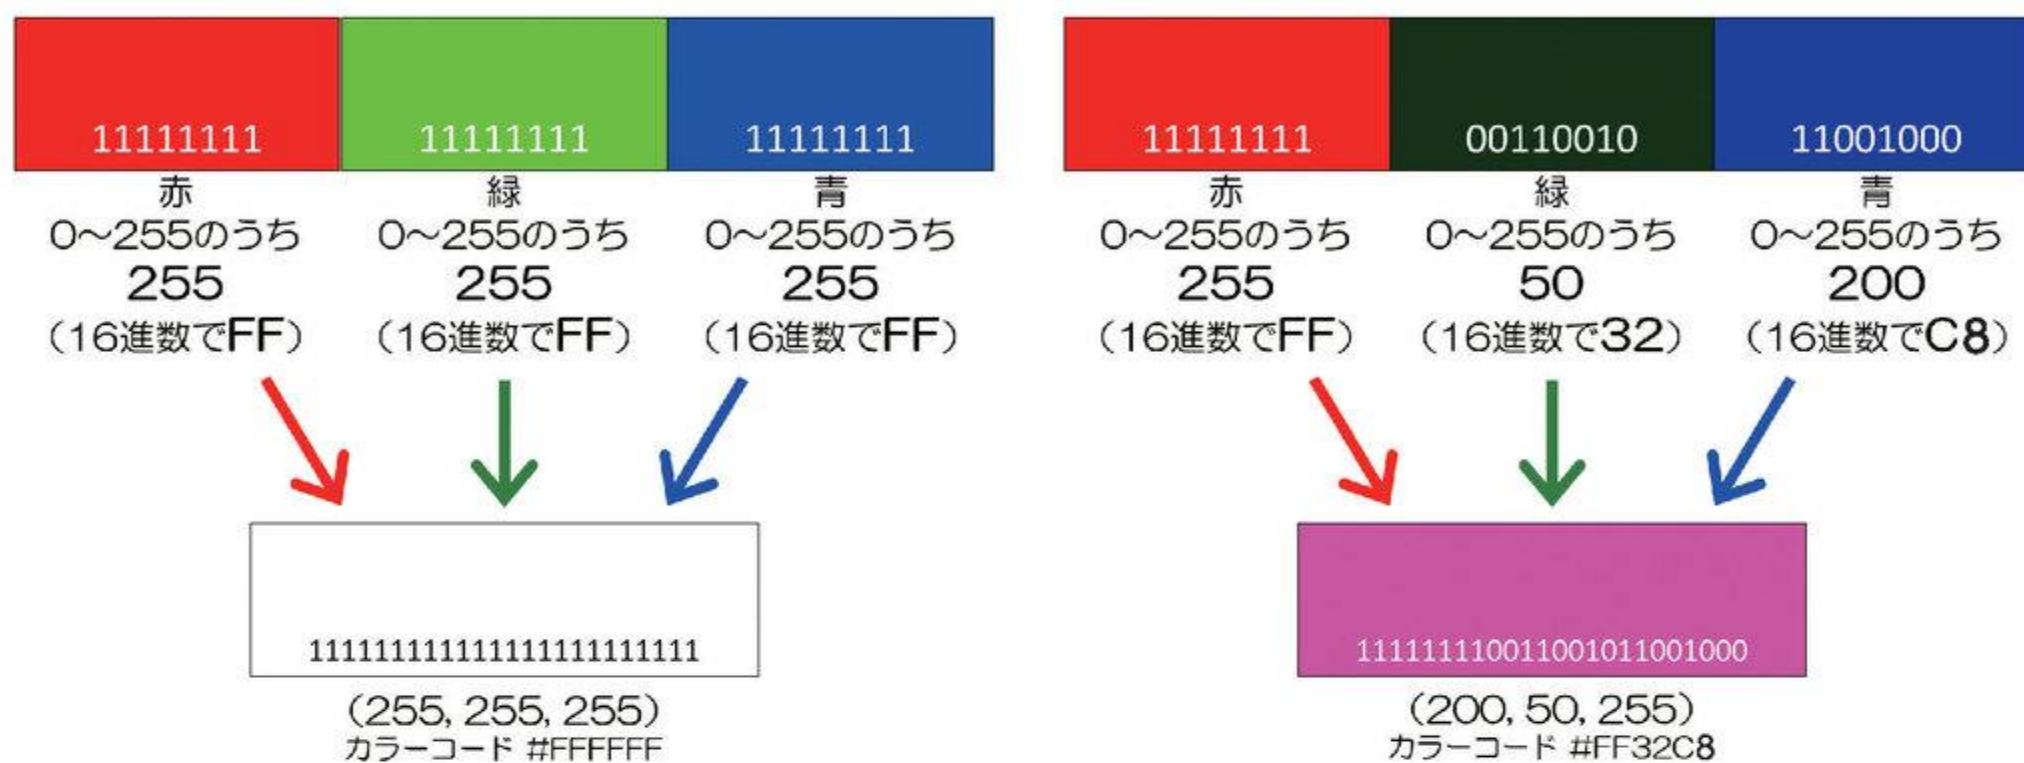 11111111 11111111 11111111
赤 緑 青
0～255のうち 0～255のうち 0～255のうち
255 255 255
（16進数でFF） （16進数でFF） （16進数でFF）
111111111111111111111111
（255, 255, 255）
カラーコード #FFFFFF
11111111 00110010 11001000
赤 緑 青
0～255のうち 0～255のうち 0～255のうち
255 50 200
（16進数でFF） （16進数で32） （16進数でC8）
111111110011001011001000
（200, 50, 255）
カラーコード #FF32C8